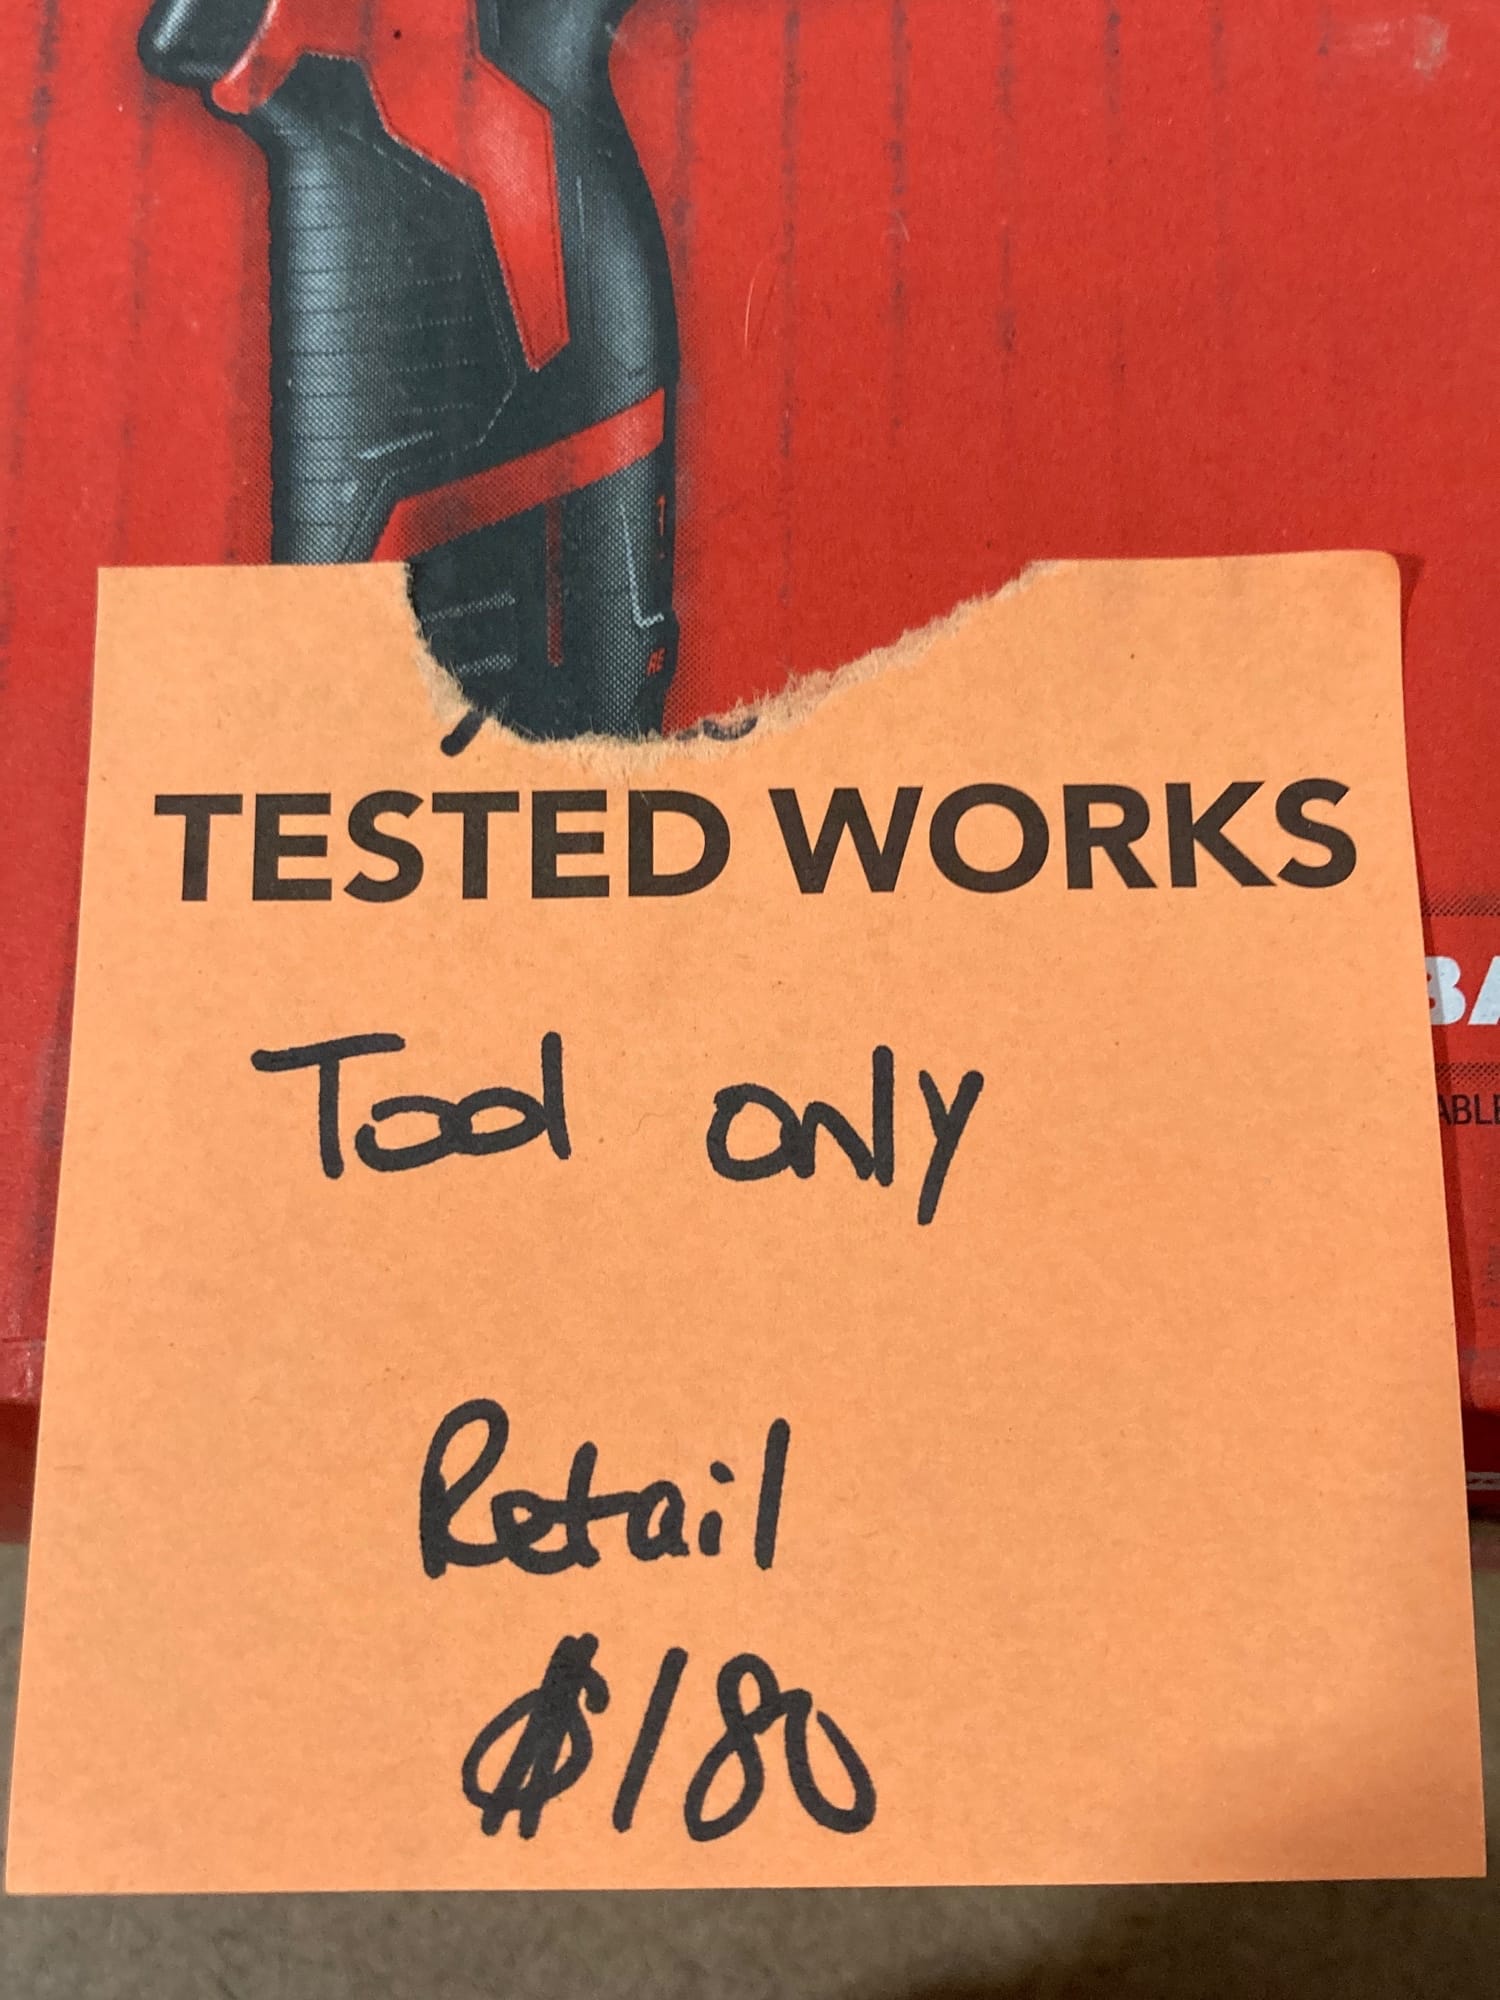 TESTED WORKS
Tool only
Retail
$180